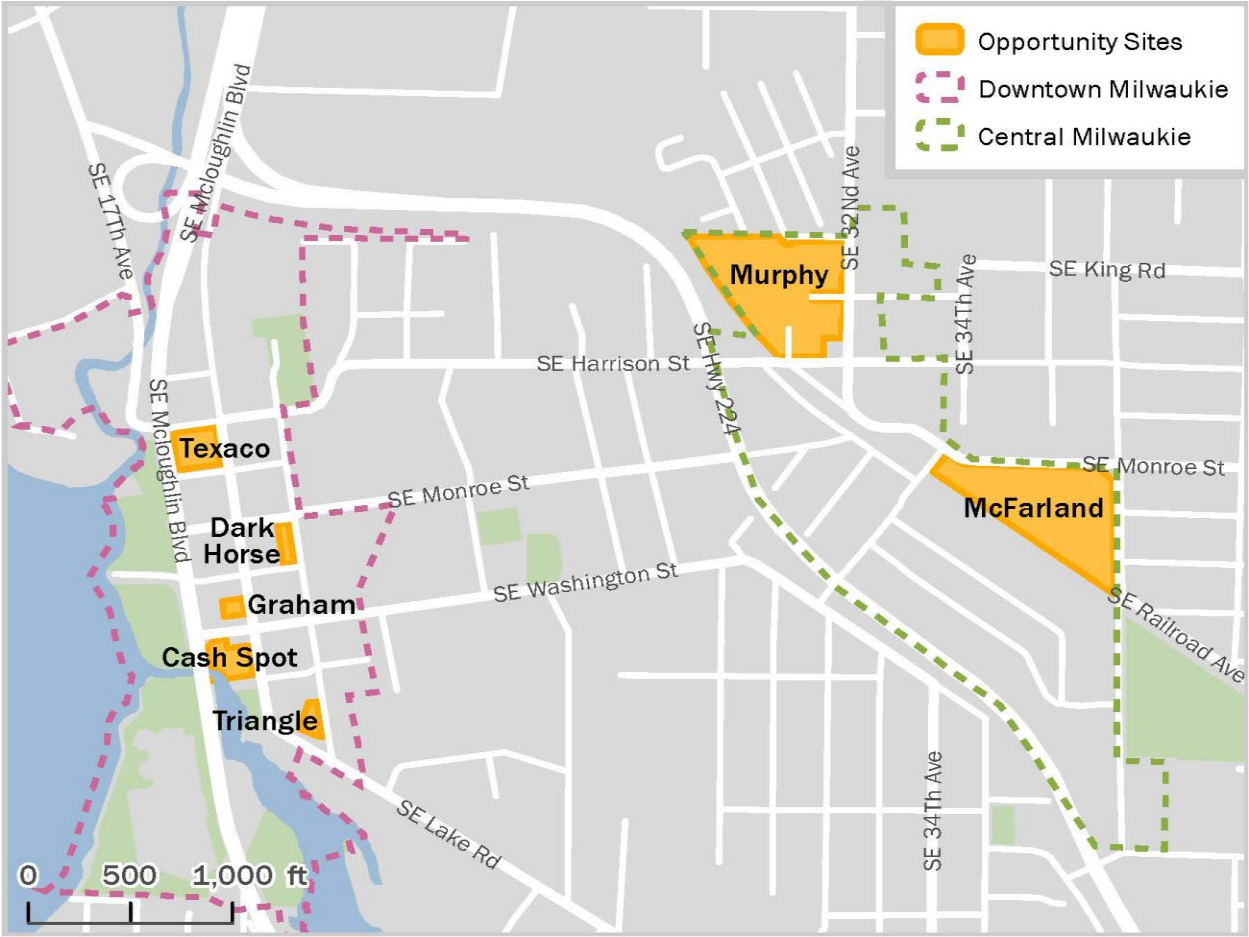 Opportunity Sites
Downtown Milwaukie
Central Milwaukie
SE Mcloughlin Blvd
SE 17Th Ave
SE 32Nd Ave
Murphy
SE King Rd
SE 34Th Ave
SE Harrison St
SE Hwy 224
SE Mcloughlin Blvd
Texaco
SE Monroe St
SE Monroe St
McFarland
Dark
Horse
SE Washington St
Graham
SE Railroad Ave
Cash Spot
Triangle
SE 34Th Ave
SE Lake Rd
0 500 1,000 ft